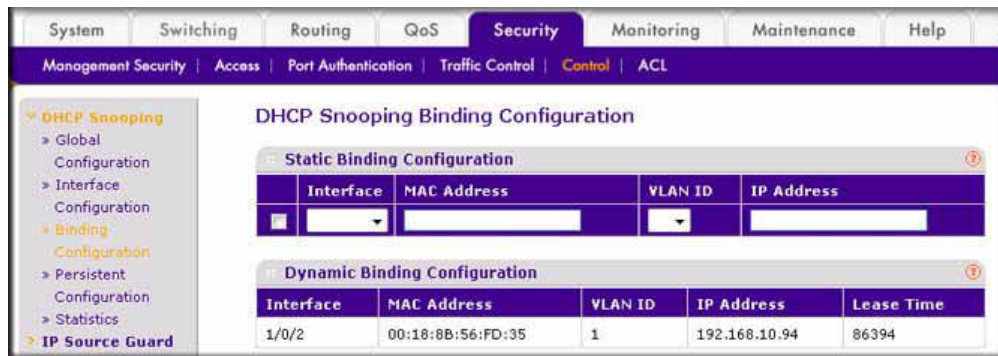 System Switching Routing QoS Security Monitoring Maintenance Help
Management Security | Access | Port Authentication | Traffic Control | Control | ACL
DHCP Snooping
» Global
Configuration
» Interface
Configuration
» Binding
Configuration
» Persistent
Configuration
» Statistics
IP Source Guard
DHCP Snooping Binding Configuration
Static Binding Configuration
Interface MAC Address VLAN ID IP Address
Dynamic Binding Configuration
Interface MAC Address VLAN ID IP Address Lease Time
1/0/2 00:18:8B:56:FD:35 1 192.168.10.94 86394